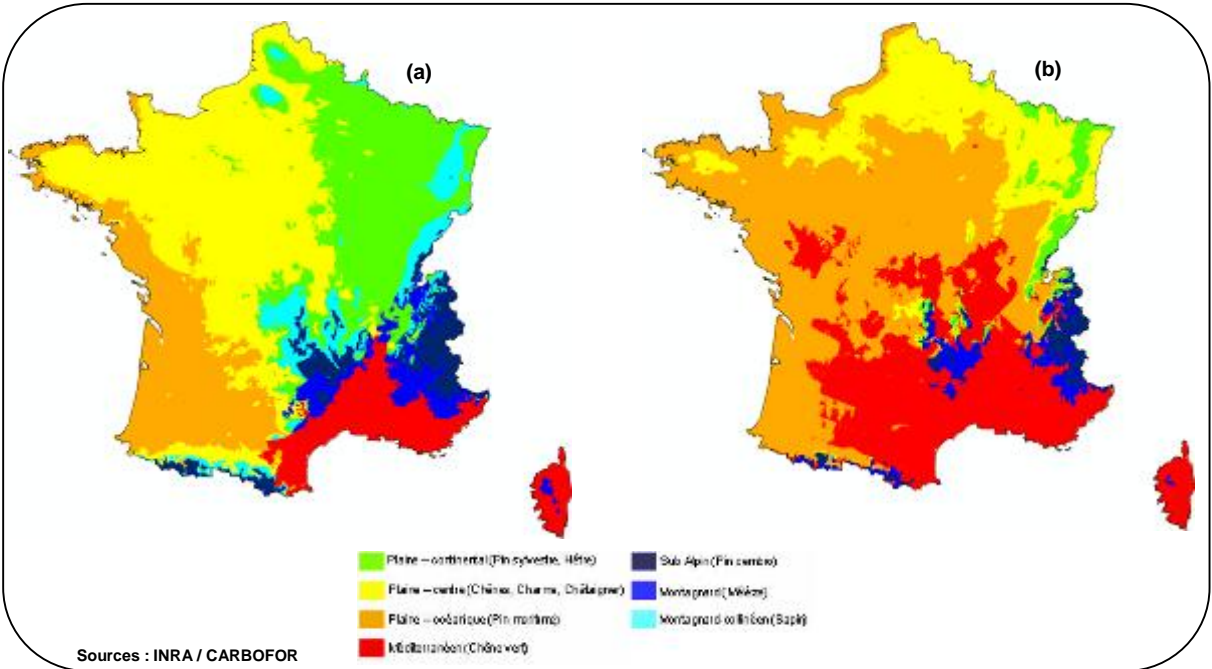 (a)
(b)
Plaine – continental (Pin sylvestre, Hêtre)
Plaine – centre (Chênes, Charme, Châtaignier)
Plaine – océanique (Pin maritime)
Méditerranéen (Chêne vert)
Sub Alpin (Pin cembro)
Montagnard (Mélèze)
Montagnard-collinéen (Sapin)
Sources : INRA / CARBOFOR